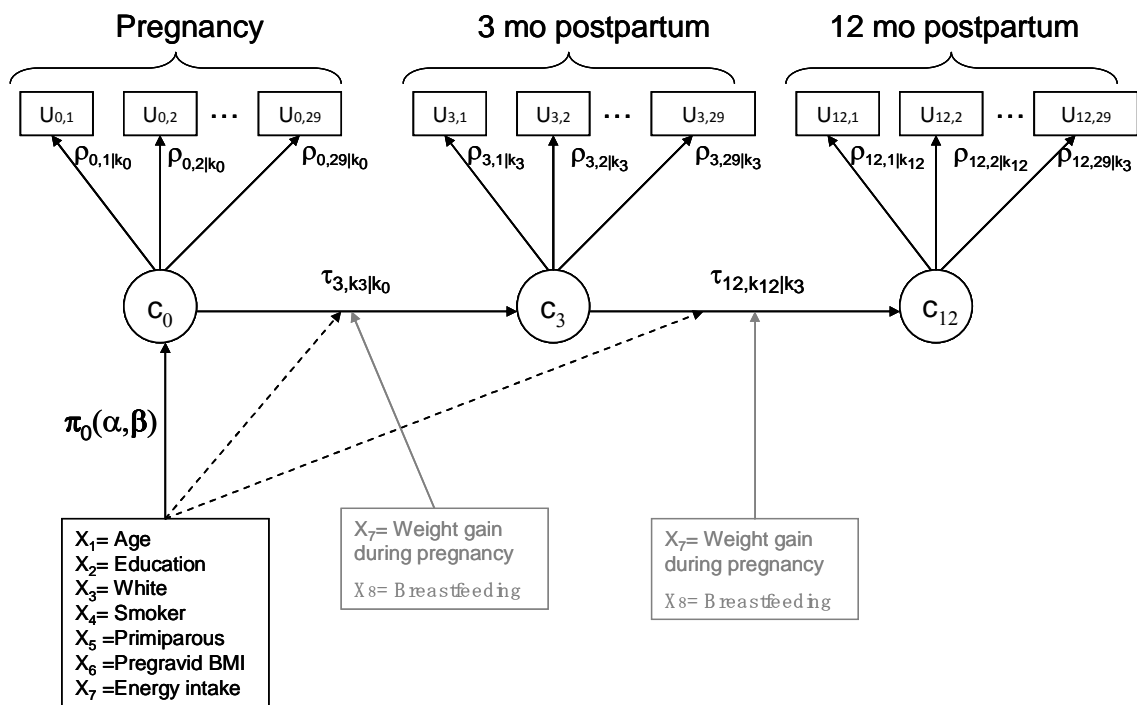 Pregnancy
3 mo postpartum
12 mo postpartum
U0,1
U0,2
...
U0,29
U3,1
U3,2
...
U3,29
U12,1
U12,2
...
U12,29
ρ0,1|k0
ρ0,2|k0
ρ0,29|k0
ρ3,1|k3
ρ3,2|k3
ρ3,29|k3
ρ12,1|k12
ρ12,2|k12
ρ12,29|k3
τ3,k3|k0
τ12,k12|k3
c0
c3
c12
π0(α,β)
X1= Age
X2= Education
X3= White
X4= Smoker
X5 =Primiparous
X6 =Pregravid BMI
X7 =Energy intake
X7= Weight gain
during pregnancy
X8= Breastfeeding
X7= Weight gain
during pregnancy
X8= Breastfeeding